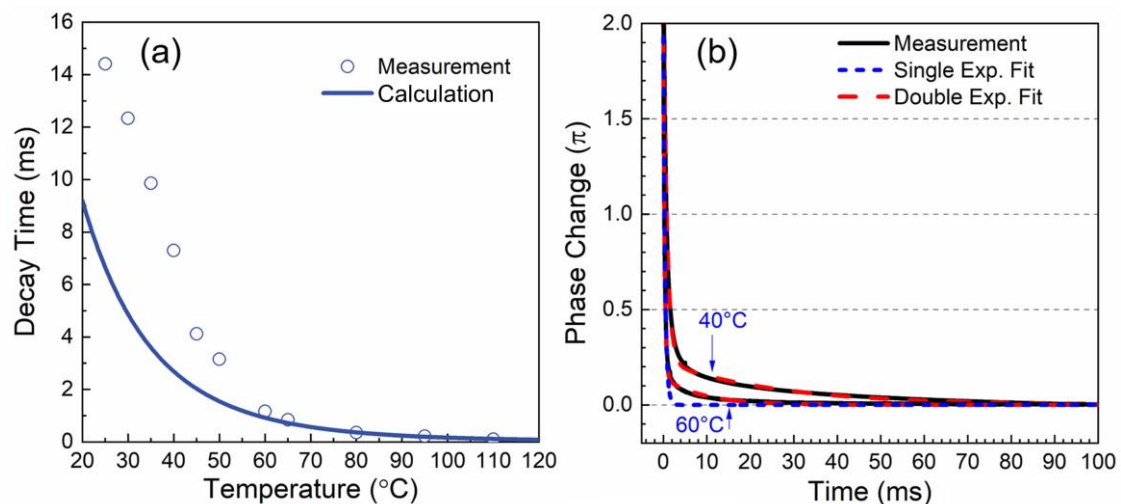 (a)
Measurement
Calculation
Decay Time (ms)
16
14
12
10
8
6
4
2
0
20 30 40 50 60 70 80 90 100 110 120
Temperature (°C)
(b)
Measurement
Single Exp. Fit
Double Exp. Fit
Phase Change (π)
2.0
1.5
1.0
0.5
0.0
40°C
60°C
0 10 20 30 40 50 60 70 80 90 100
Time (ms)